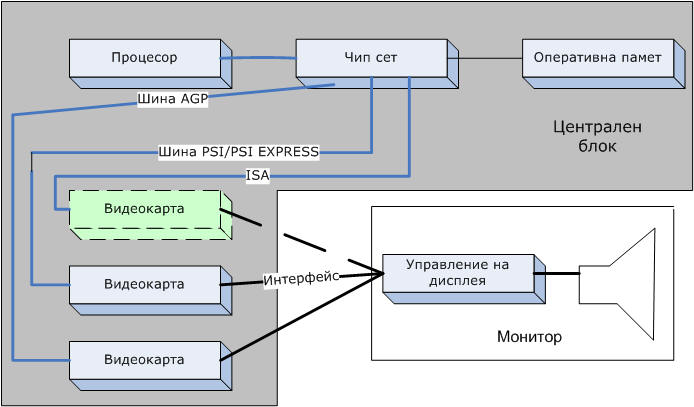 Процесор
Чип сет
Оперативна памет
Шина AGP
Централен
блок
Шина PSI/PSI EXPRESS
ISA
Видеокарта
Видеокарта
Интерфейс
Управление на
дисплея
Монитор
Видеокарта